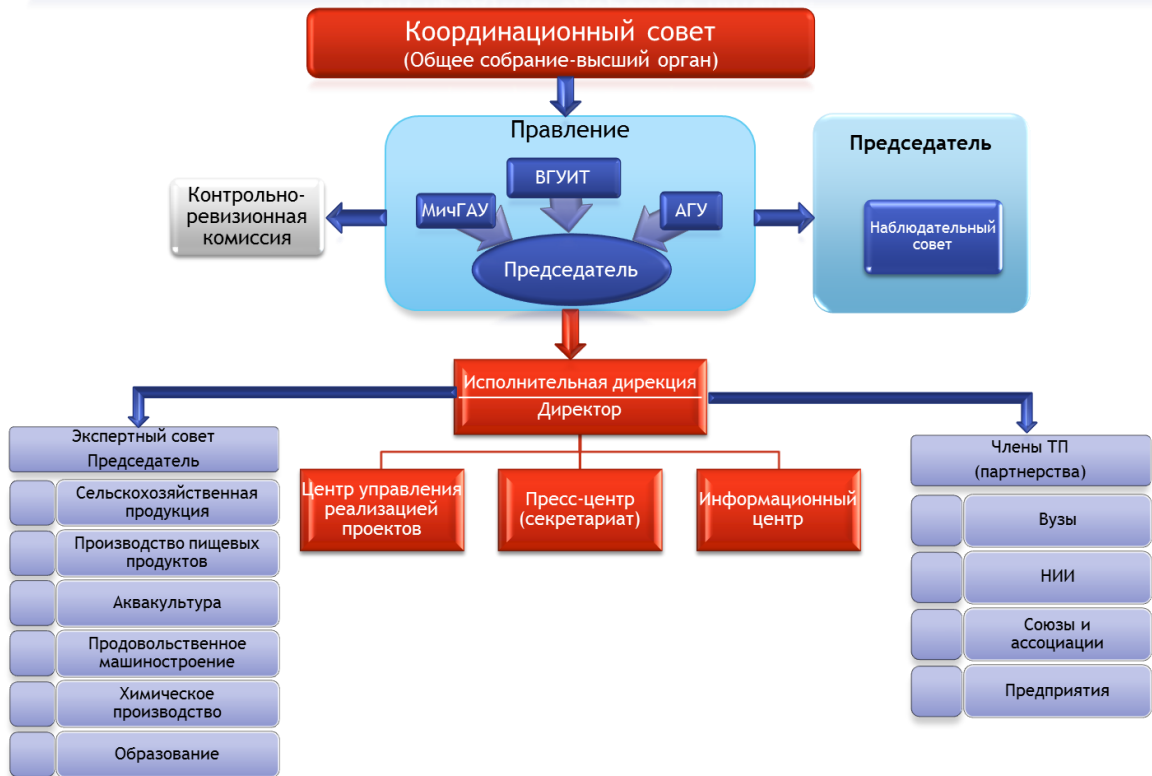 Координационный совет
(Общее собрание-высший орган)
Правление
ВГУИТ
МичГАУ
АГУ
Председатель
Контрольно-
ревизионная
комиссия
Председатель
Наблюдательный
совет
Исполнительная дирекция
Директор
Центр управления
реализацией
проектов
Пресс-центр
(секретариат)
Информационный
центр
Экспертный совет
Председатель
Сельскохозяйственная
продукция
Производство пищевых
продуктов
Аквакультура
Продовольственное
машиностроение
Химическое
производство
Образование
Члены ТП
(партнерства)
Вузы
НИИ
Союзы и
ассоциации
Предприятия